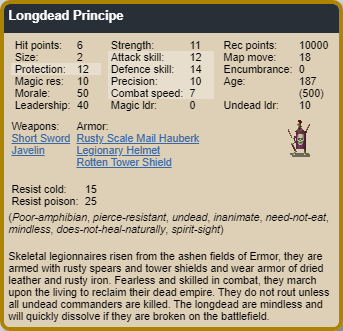 Longdead Principe
Hit points: 6 Strength: 11 Rec points: 10000
Size: 2 Attack skill: 12 Map move: 18
Protection: 12 Defence skill: 14 Encumbrance: 0
Magic res: 10 Precision: 10 Age: 187
Morale: 50 Combat speed: 7 (500)
Leadership: 40 Magic ldr: 0 Undead ldr: 10
Weapons: Armor:
Short Sword Rusty Scale Mail Hauberk
Javelin Legionary Helmet
Rotten Tower Shield
Resist cold: 15
Resist poison: 25
(Poor-amphibian, pierce-resistant, undead, inanimate, need-not-eat,
mindless, does-not-heal-naturally, spirit-sight)
Skeletal legionnaires risen from the ashen fields of Ermor, they are
armed with rusty spears and tower shields and wear armor of dried
leather and rusty iron. Fearless and skilled in combat, they march
upon the living to reclaim their dead empire. They do not rout unless
all undead commanders are killed. The longdead are mindless and
will quickly dissolve if they are broken on the battlefield.